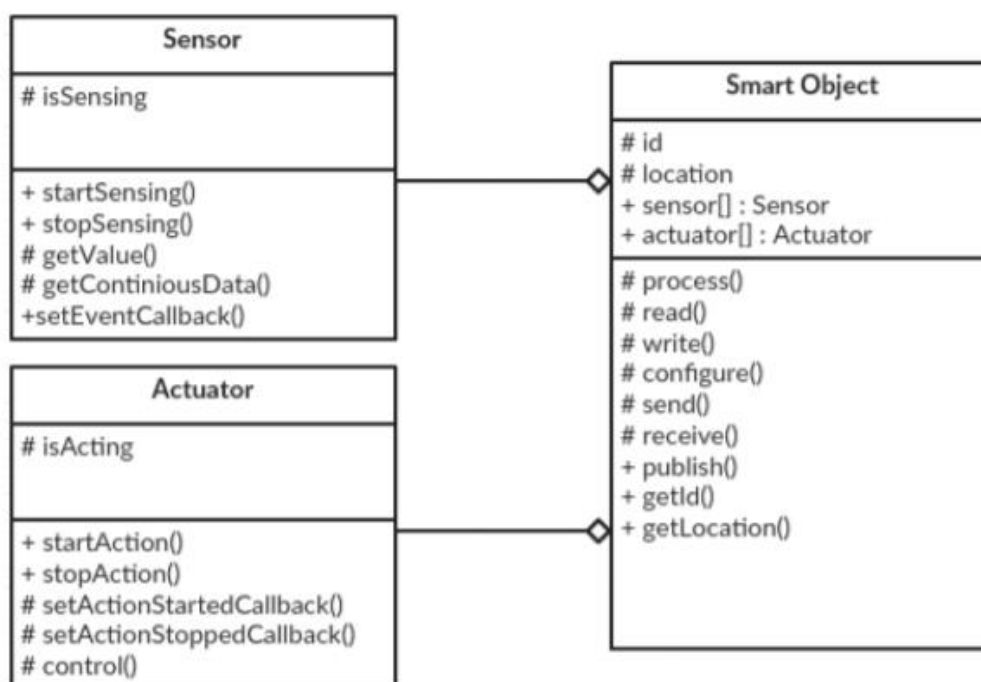 Sensor
# isSensing
+ startSensing()
+ stopSensing()
# getValue()
# getContiniousData()
+setEventCallback()
Actuator
# isActing
+ startAction()
+ stopAction()
# setActionStartedCallback()
# setActionStoppedCallback()
# control()
Smart Object
# id
# location
+ sensor[] : Sensor
+ actuator[] : Actuator
# process()
# read()
# write()
# configure()
# send()
# receive()
+ publish()
+ getId()
+ getLocation()